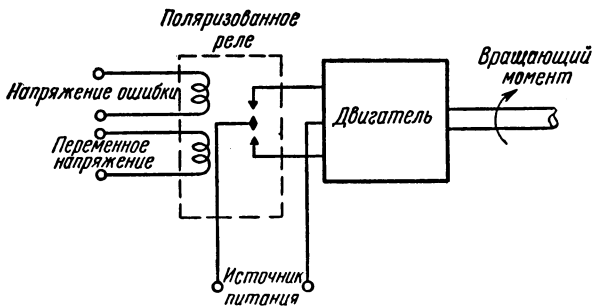 Поляризованное
реле
Напряжение ошибки
Переменное
напряжение
Двигатель
Вращающий
момент
Источник
питания